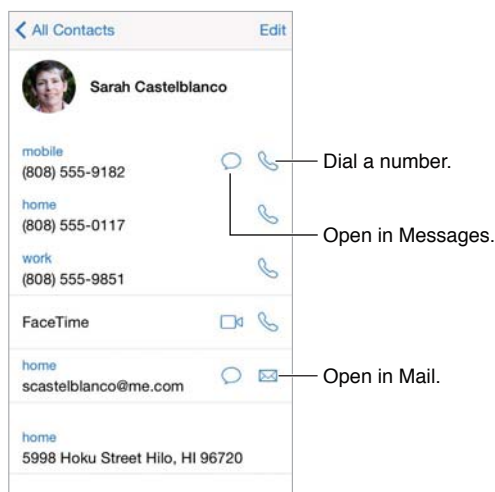 All Contacts Edit
Sarah Castelblanco
mobile
(808) 555-9182
Dial a number.
home
(808) 555-0117
Open in Messages.
work
(808) 555-9851
FaceTime
home
scastelblanco@me.com
Open in Mail.
home
5998 Hoku Street Hilo, HI 96720